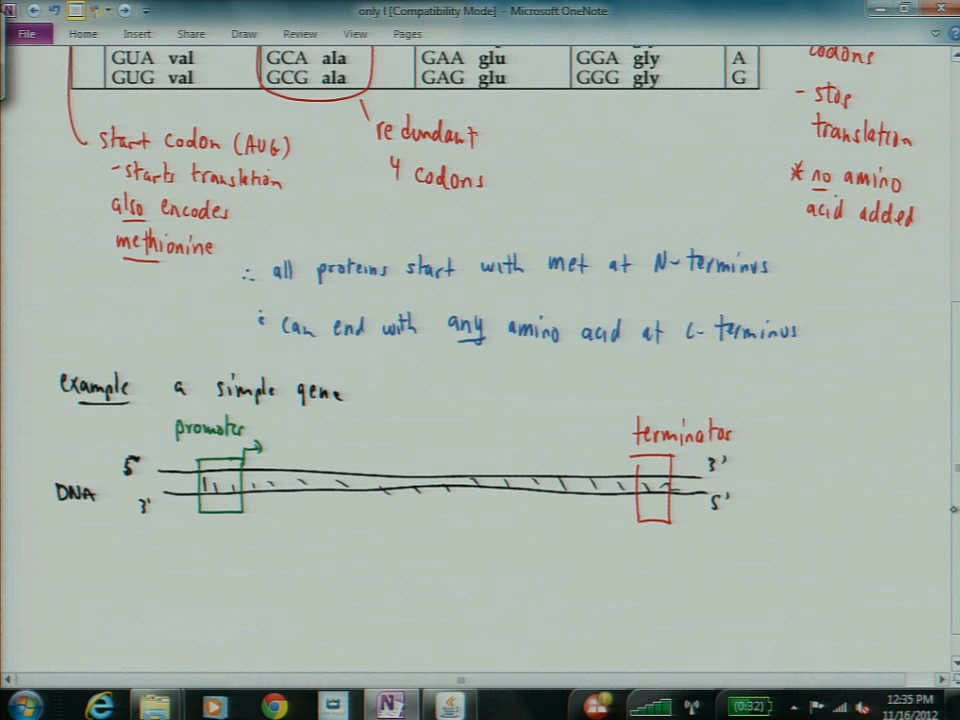 only l [Compatibility Mode] - Microsoft OneNote
File Home Insert Share Draw Review View Pages
GUA val GCA ala GAA glu GGA gly A
GUG val GCG ala GAG glu GGG gly G
codons
- stop
translation
* no amino
acid added
start codon (AUG)
- starts translation
also encodes
methionine
redundant
4 codons
∴ all proteins start with met at N-terminus
can end with any amino acid at C-terminus
example a simple gene
promoter
terminator
5' 3'
DNA
3' 5'
(0:32)
12:35 PM
11/16/2012